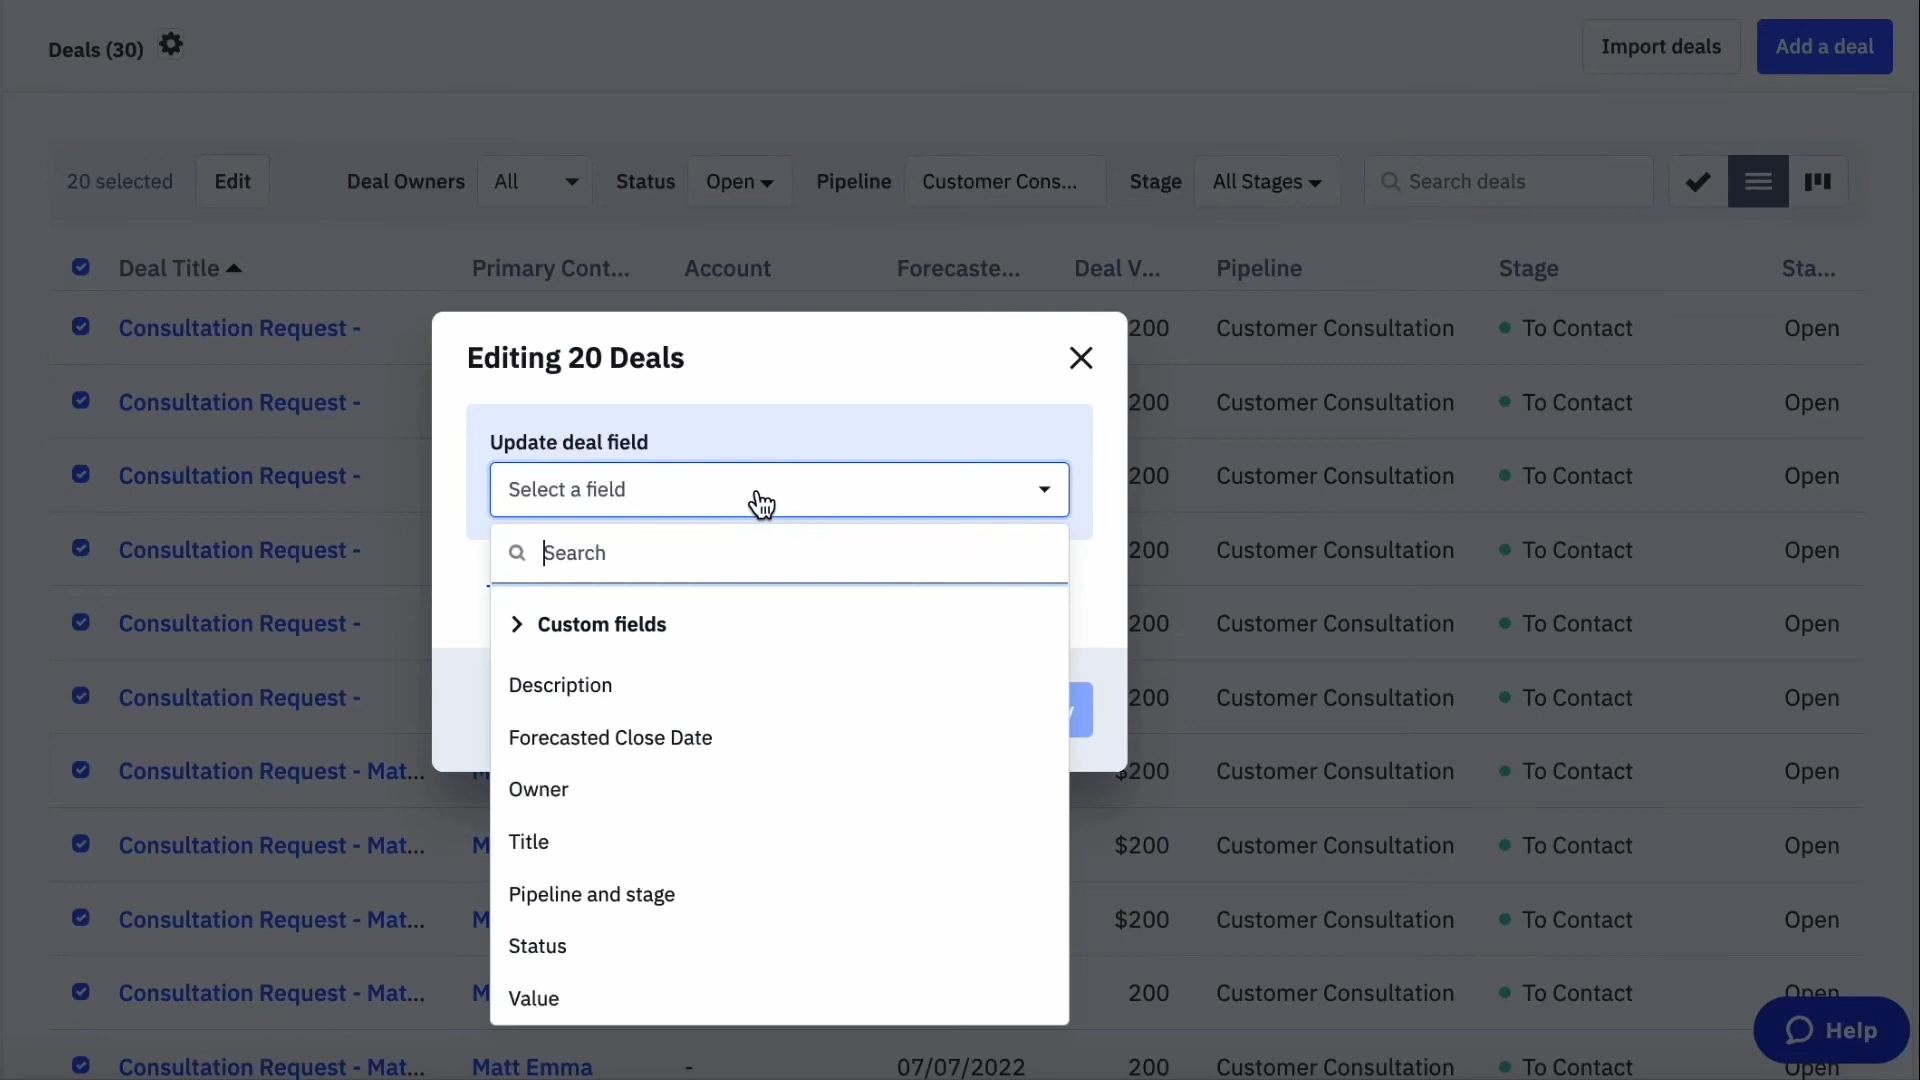 Deals (30)
Import deals
Add a deal
20 selected
Edit
Deal Owners
All
Status
Open
Pipeline
Customer Cons...
Stage
All Stages
Search deals
Deal Title
Primary Cont...
Account
Forecaste...
Deal V...
Pipeline
Stage
Sta...
Consultation Request -
200
Customer Consultation
To Contact
Open
Consultation Request -
200
Customer Consultation
To Contact
Open
Consultation Request -
200
Customer Consultation
To Contact
Open
Consultation Request -
200
Customer Consultation
To Contact
Open
Consultation Request -
200
Customer Consultation
To Contact
Open
Consultation Request -
200
Customer Consultation
To Contact
Open
Consultation Request - Mat...
$200
Customer Consultation
To Contact
Open
Consultation Request - Mat...
M
$200
Customer Consultation
To Contact
Open
Consultation Request - Mat...
M
$200
Customer Consultation
To Contact
Open
Consultation Request - Mat...
M
200
Customer Consultation
To Contact
Open
Consultation Request - Mat...
Matt Emma
-
07/07/2022
200
Customer Consultation
To Contact
Open
Editing 20 Deals
Update deal field
Select a field
Search
Custom fields
Description
Forecasted Close Date
Owner
Title
Pipeline and stage
Status
Value
Help